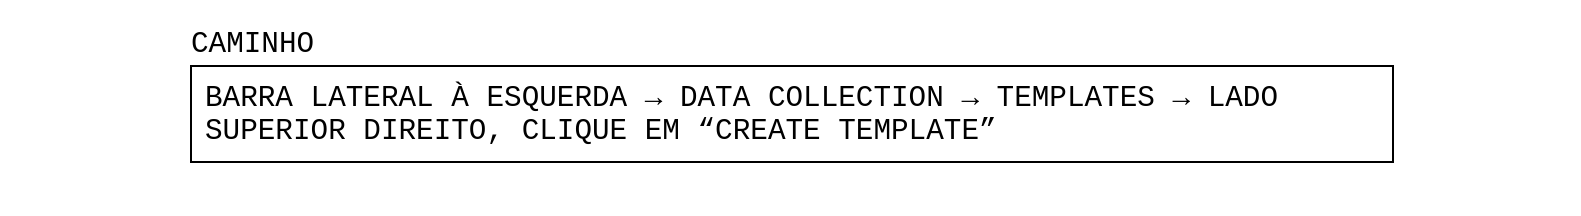 CAMINHO
BARRA LATERAL À ESQUERDA → DATA COLLECTION → TEMPLATES → LADO
SUPERIOR DIREITO, CLIQUE EM “CREATE TEMPLATE”